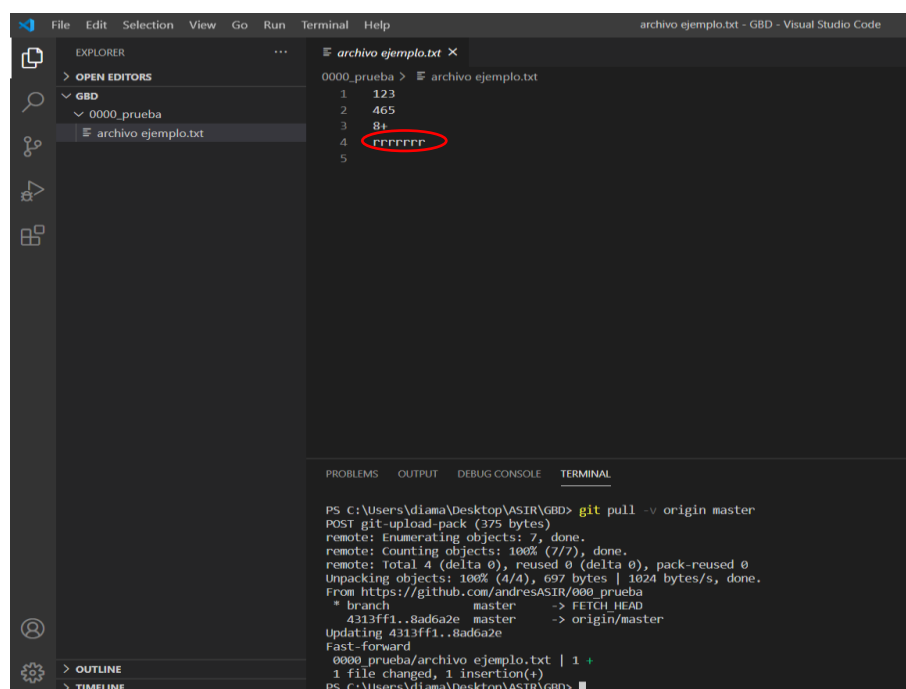 File Edit Selection View Go Run Terminal Help archivo ejemplo.txt - GBD - Visual Studio Code
EXPLORER ···
archivo ejemplo.txt ×
> OPEN EDITORS
GBD
0000_prueba
archivo ejemplo.txt
0000_prueba > archivo ejemplo.txt
1 123
2 465
3 8+
4 rrrrrrr
5
PROBLEMS OUTPUT DEBUG CONSOLE TERMINAL
PS C:\Users\diama\Desktop\ASIR\GBD> git pull -v origin master
POST git-upload-pack (375 bytes)
remote: Enumerating objects: 7, done.
remote: Counting objects: 100% (7/7), done.
remote: Total 4 (delta 0), reused 0 (delta 0), pack-reused 0
Unpacking objects: 100% (4/4), 697 bytes | 1024 bytes/s, done.
From https://github.com/andresASIR/000_prueba
* branch master -> FETCH_HEAD
4313ff1..8ad6a2e master -> origin/master
Updating 4313ff1..8ad6a2e
Fast-forward
0000_prueba/archivo ejemplo.txt | 1 +
1 file changed, 1 insertion(+)
PS C:\Users\diama\Desktop\ASIR\GBD>
> OUTLINE
> TIMELINE